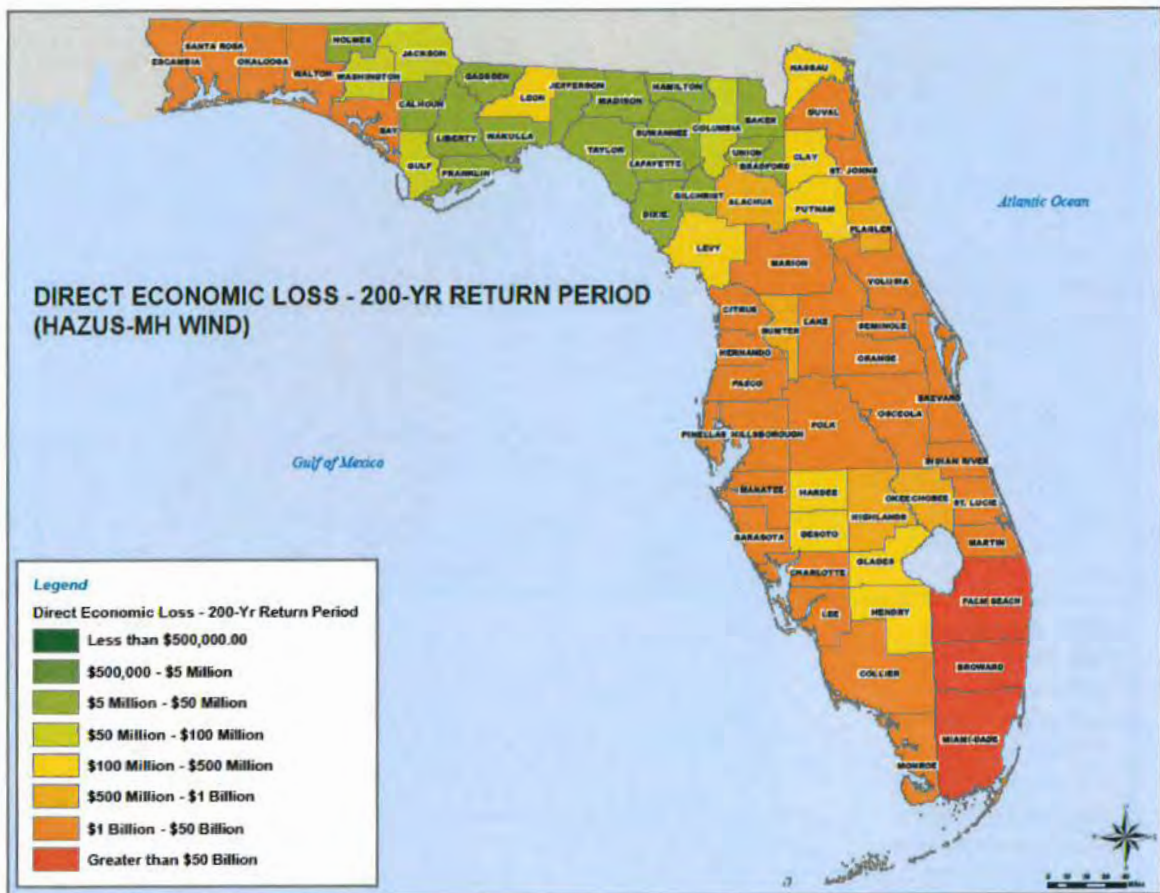 HOLMES
SANTA ROSA
JACKSON
ESCAMBIA
OKALOOSA
WALTON
WASHINGTON
GADSDEN
NASSAU
CALHOUN
LEON
JEFFERSON
MADISON
HAMILTON
DUVAL
BAY
LIBERTY
WAKULLA
SUWANNEE
COLUMBIA
BAKER
GULF
FRANKLIN
TAYLOR
LAFAYETTE
UNION
BRADFORD
CLAY
ST. JOHNS
GILCHRIST
ALACHUA
PUTNAM
DIXIE
FLAGLER
Atlantic Ocean
LEVY
MARION
VOLUSIA
DIRECT ECONOMIC LOSS - 200-YR RETURN PERIOD
(HAZUS-MH WIND)
CITRUS
SUMTER
LAKE
SEMINOLE
HERNANDO
ORANGE
PASCO
BREVARD
OSCEOLA
POLK
PINELLAS
HILLSBOROUGH
Gulf of Mexico
INDIAN RIVER
MANATEE
HARDEE
OKEECHOBEE
ST. LUCIE
HIGHLANDS
SARASOTA
DESOTO
MARTIN
GLADES
CHARLOTTE
PALM BEACH
LEE
HENDRY
BROWARD
COLLIER
MIAMI-DADE
MONROE
Legend
Direct Economic Loss - 200-Yr Return Period
Less than $500,000.00
$500,000 - $5 Million
$5 Million - $50 Million
$50 Million - $100 Million
$100 Million - $500 Million
$500 Million - $1 Billion
$1 Billion - $50 Billion
Greater than $50 Billion